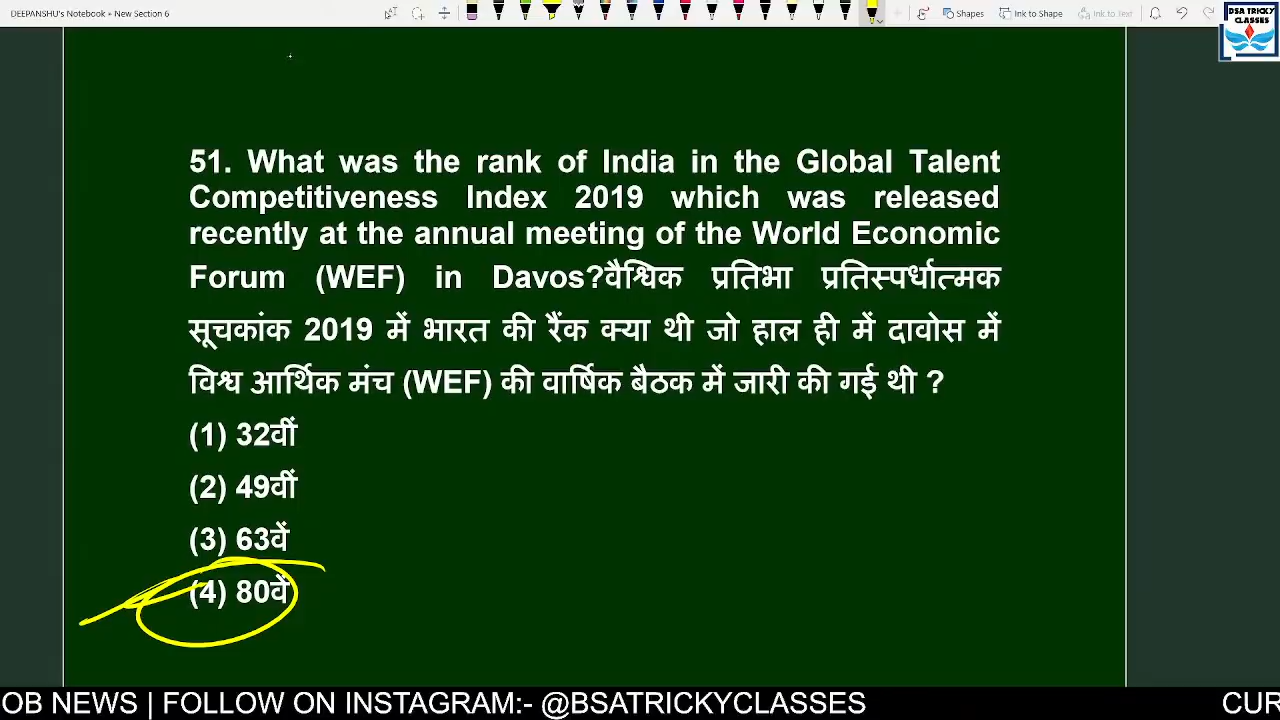 DEEPANSHU's Notebook » New Section 6
Shapes
Ink to Shape
Ink to Text
BSA TRICKY
CLASSES
51. What was the rank of India in the Global Talent
Competitiveness Index 2019 which was released
recently at the annual meeting of the World Economic
Forum (WEF) in Davos?वैश्विक प्रतिभा प्रतिस्पर्धात्मक
सूचकांक 2019 में भारत की रैंक क्या थी जो हाल ही में दावोस में
विश्व आर्थिक मंच (WEF) की वार्षिक बैठक में जारी की गई थी ?
(1) 32वीं
(2) 49वीं
(3) 63वें
(4) 80वें
OB NEWS | FOLLOW ON INSTAGRAM:- @BSATRICKYCLASSES
CUR